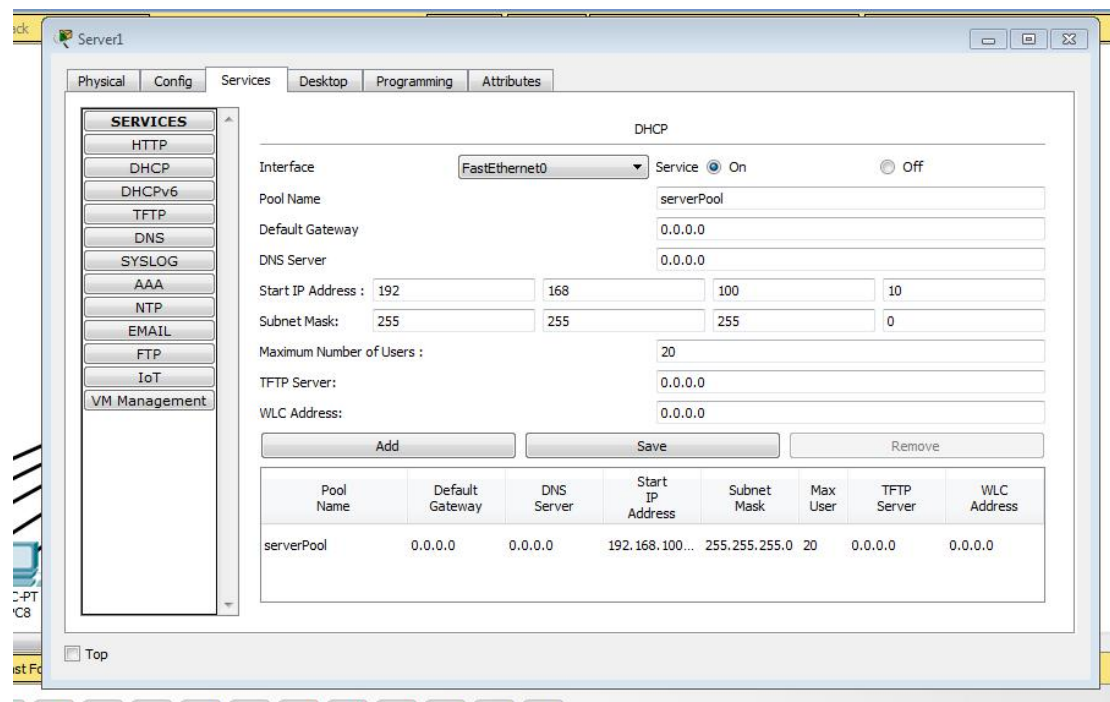 ack
Server1
Physical Config Services Desktop Programming Attributes
SERVICES
HTTP
DHCP
DHCPv6
TFTP
DNS
SYSLOG
AAA
NTP
EMAIL
FTP
IoT
VM Management
DHCP
Interface FastEthernet0 Service On Off
Pool Name serverPool
Default Gateway 0.0.0.0
DNS Server 0.0.0.0
Start IP Address : 192 168 100 10
Subnet Mask: 255 255 255 0
Maximum Number of Users : 20
TFTP Server: 0.0.0.0
WLC Address: 0.0.0.0
Add Save Remove
Pool Name Default Gateway DNS Server Start IP Address Subnet Mask Max User TFTP Server WLC Address
serverPool 0.0.0.0 0.0.0.0 192.168.100... 255.255.255.0 20 0.0.0.0 0.0.0.0
C-PT
PC8
Top
ast Fo